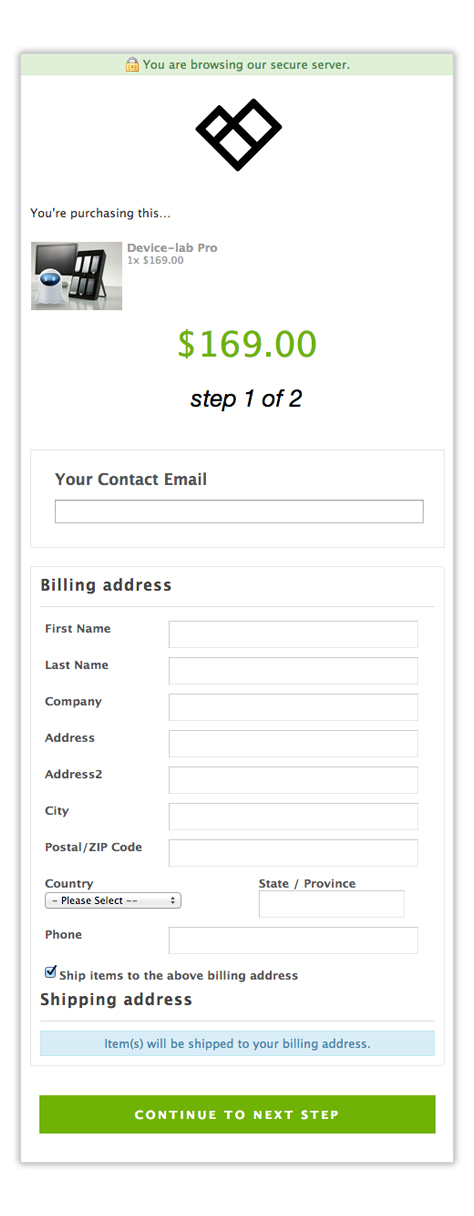 You are browsing our secure server.
You're purchasing this...
Device-lab Pro
1x $169.00
$169.00
step 1 of 2
Your Contact Email
Billing address
First Name
Last Name
Company
Address
Address2
City
Postal/ZIP Code
Country State / Province
- Please Select --
Phone
Ship items to the above billing address
Shipping address
Item(s) will be shipped to your billing address.
CONTINUE TO NEXT STEP